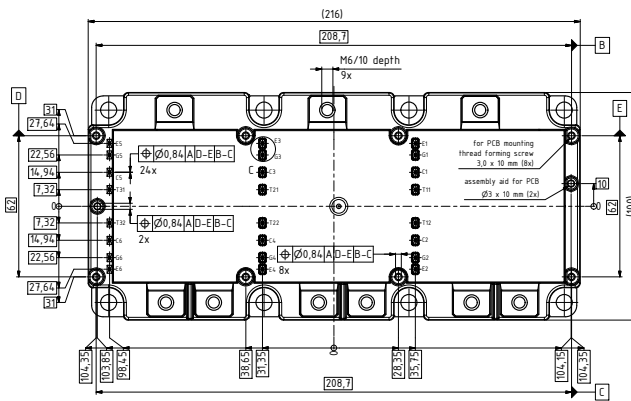 (216)
208,7
B
M6/10 depth
9x
D
E
31
27,64
22,56
14,94
7,32
0
7,32
14,94
22,56
27,64
31
62
E5
G5
C5
T31
T32
C6
G6
E6
⌖ Ø0,84 A D-E B-C
24x
⌖ Ø0,84 A D-E B-C
2x
E3
G3
C
C3
T21
T22
C4
G4
E4
⌖ Ø0,84 A D-E B-C
8x
E1
G1
C1
T11
T12
C2
G2
E2
for PCB mounting
thread forming screw
3,0 x 10 mm (8x)
assembly aid for PCB
Ø3 x 10 mm (2x)
10
0
62
104,35
103,85
98,45
38,65
31,35
0
28,35
35,75
104,15
104,35
208,7
C